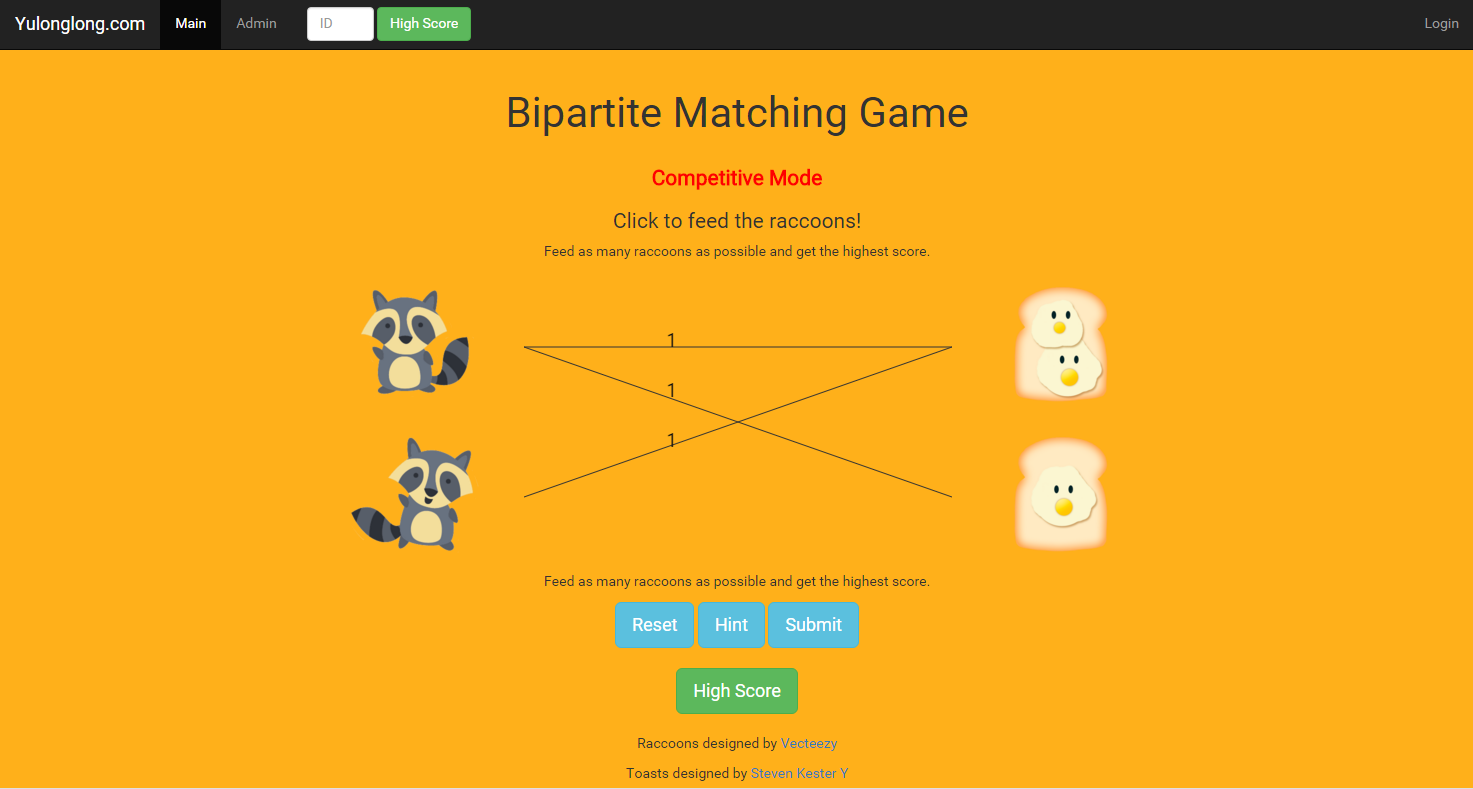 Yulonglong.com Main Admin ID High Score Login
Bipartite Matching Game
Competitive Mode
Click to feed the raccoons!
Feed as many raccoons as possible and get the highest score.
1
1
1
Feed as many raccoons as possible and get the highest score.
Reset Hint Submit
High Score
Raccoons designed by Vecteezy
Toasts designed by Steven Kester Y